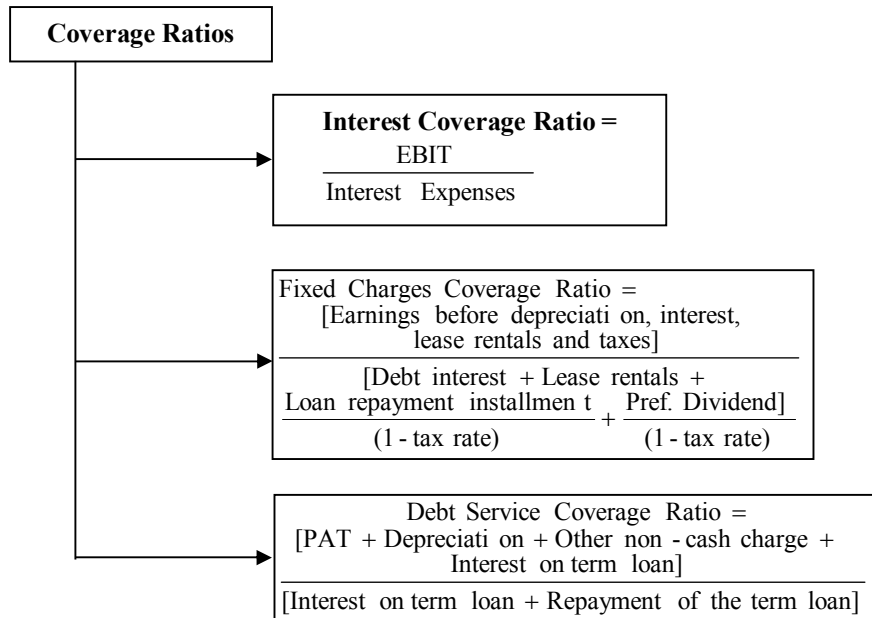 Coverage Ratios
Interest Coverage Ratio =
EBIT
Interest Expenses
Fixed Charges Coverage Ratio =
[Earnings before depreciati on, interest,
lease rentals and taxes]
[Debt interest + Lease rentals +
Loan repayment installmen t + Pref. Dividend]
(1 - tax rate) (1 - tax rate)
Debt Service Coverage Ratio =
[PAT + Depreciati on + Other non - cash charge +
Interest on term loan]
[Interest on term loan + Repayment of the term loan]